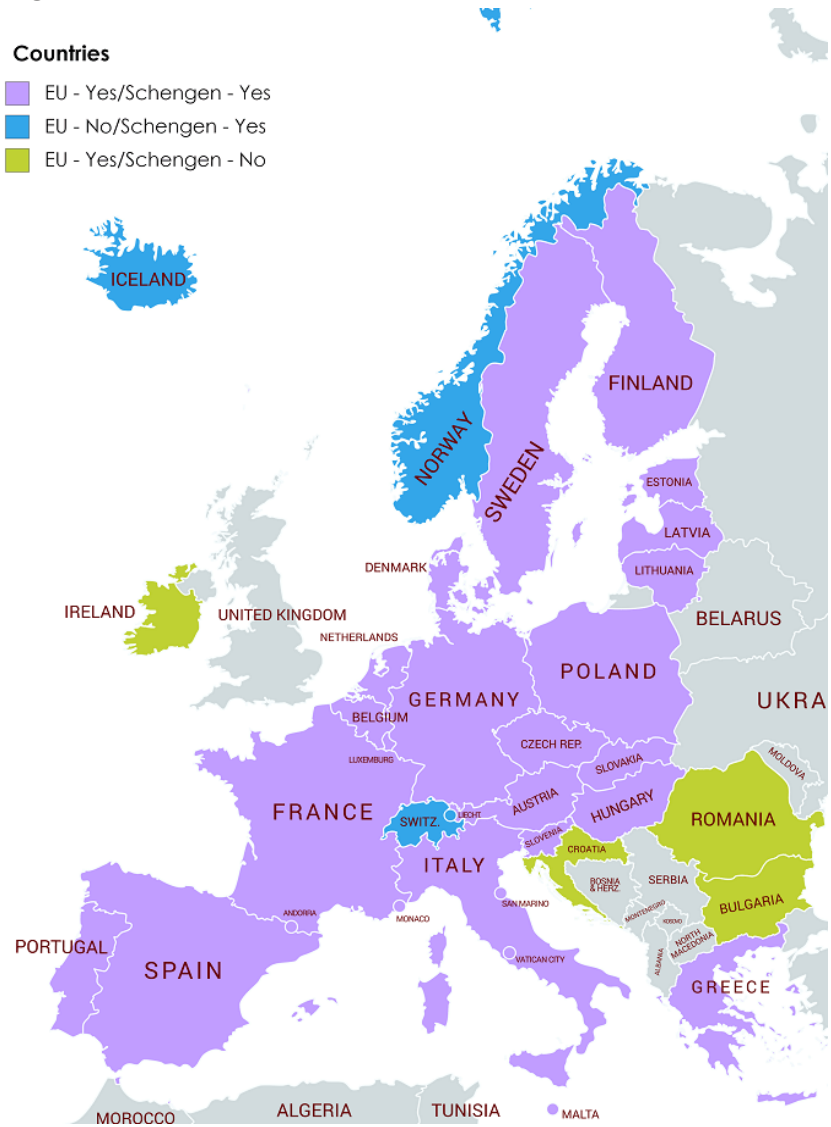 Countries
EU - Yes/Schengen - Yes
EU - No/Schengen - Yes
EU - Yes/Schengen - No
ICELAND
FINLAND
NORWAY
SWEDEN
ESTONIA
LATVIA
DENMARK
LITHUANIA
IRELAND
UNITED KINGDOM
BELARUS
NETHERLANDS
POLAND
GERMANY
UKRA
BELGIUM
CZECH REP.
LUXEMBURG
SLOVAKIA
MOLDOVA
AUSTRIA
HUNGARY
FRANCE
SWITZ.
LIECHT.
ROMANIA
SLOVENIA
CROATIA
ITALY
BOSNIA
& HERZ.
SERBIA
SAN MARINO
BULGARIA
ANDORRA
MONACO
MONTENEGRO
KOSOVO
PORTUGAL
NORTH
MACEDONIA
SPAIN
VATICAN CITY
ALBANIA
GREECE
MOROCCO
ALGERIA
TUNISIA
MALTA